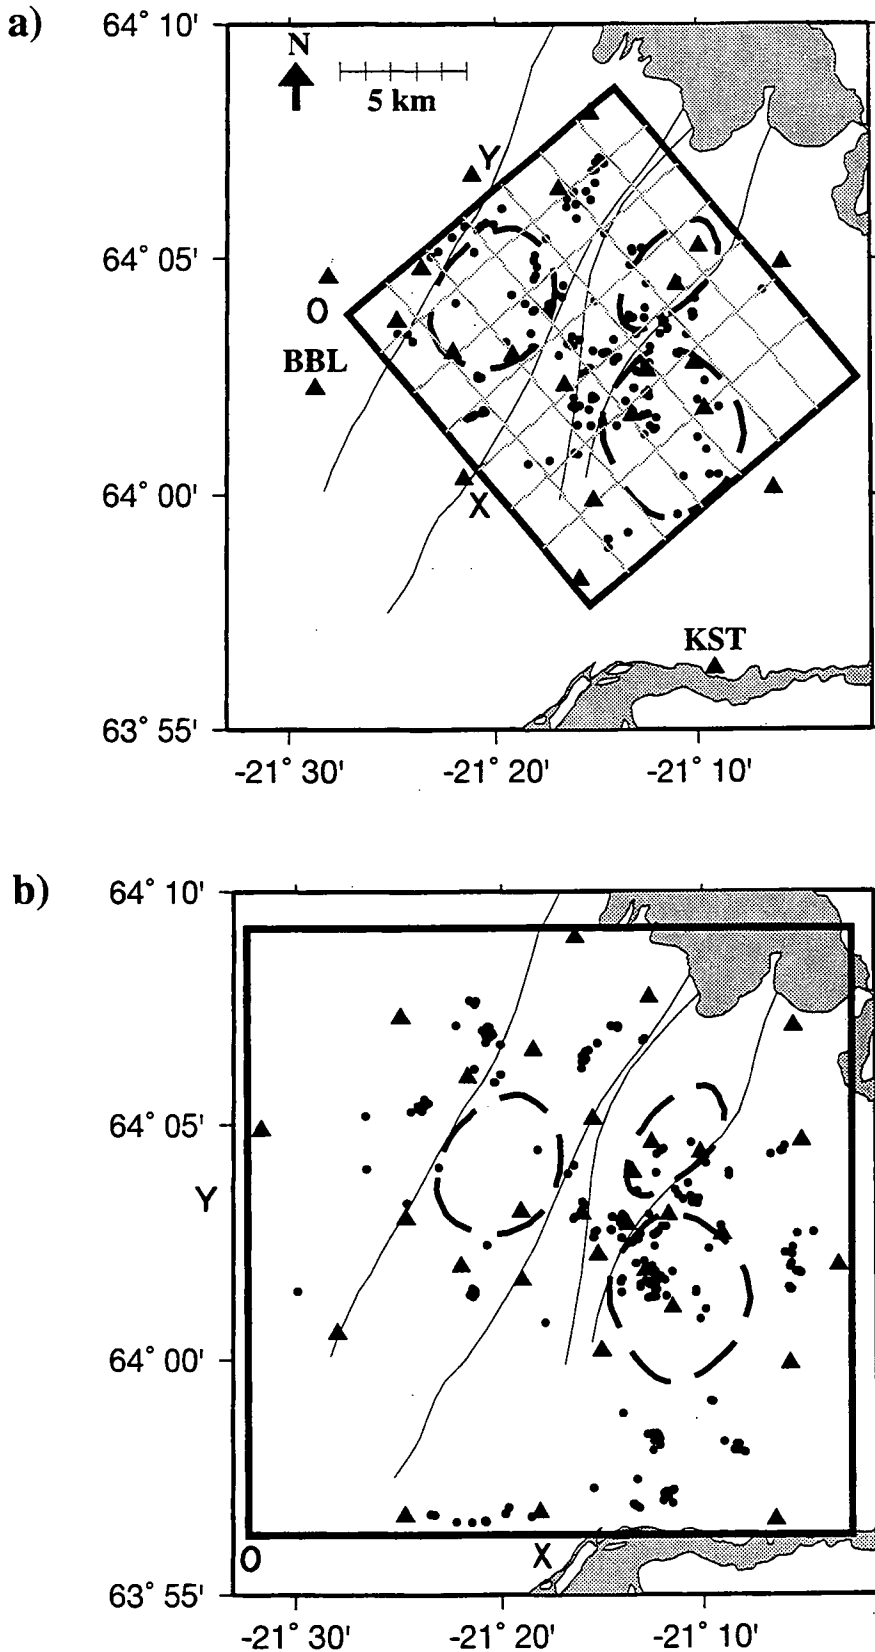 a)
64° 10'
N
5 km
Y
64° 05'
O
BBL
64° 00'
X
KST
63° 55'
-21° 30'
-21° 20'
-21° 10'
b)
64° 10'
64° 05'
Y
64° 00'
O
X
63° 55'
-21° 30'
-21° 20'
-21° 10'